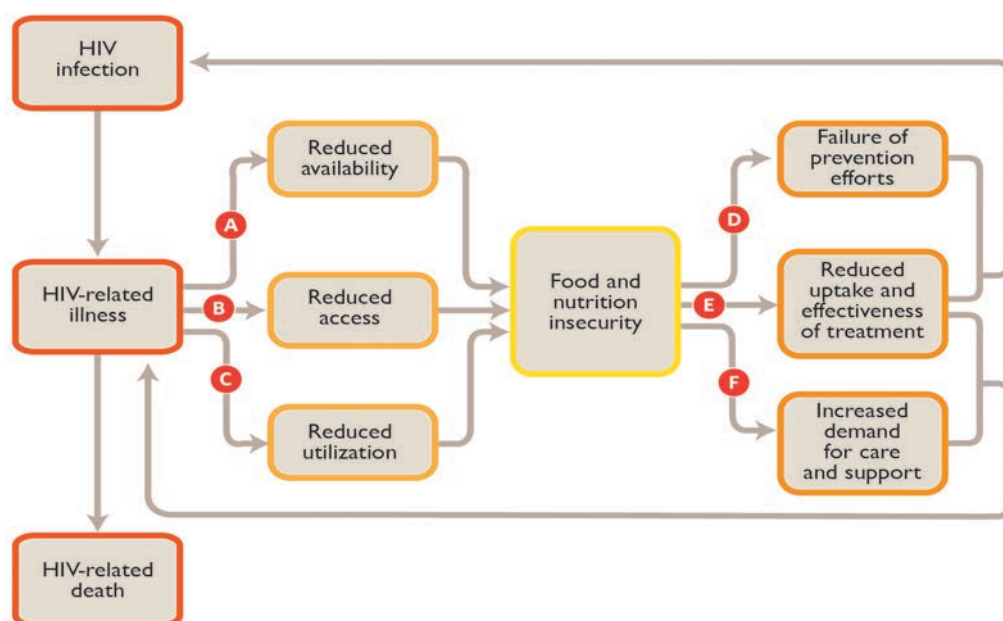 HIV
infection
HIV-related
illness
HIV-related
death
A
B
C
Reduced
availability
Reduced
access
Reduced
utilization
Food and
nutrition
insecurity
D
E
F
Failure of
prevention
efforts
Reduced
uptake and
effectiveness
of treatment
Increased
demand
for care
and support